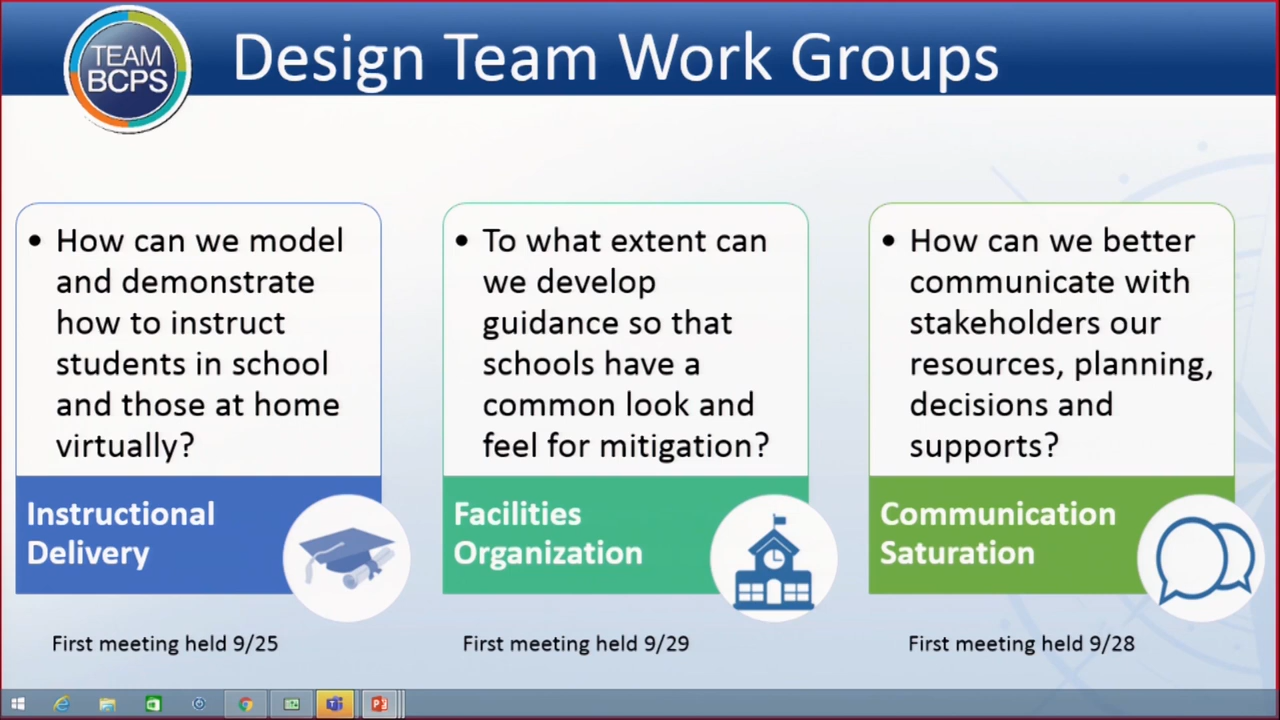 TEAM
BCPS
Design Team Work Groups
• How can we model
and demonstrate
how to instruct
students in school
and those at home
virtually?
Instructional
Delivery
First meeting held 9/25
• To what extent can
we develop
guidance so that
schools have a
common look and
feel for mitigation?
Facilities
Organization
First meeting held 9/29
• How can we better
communicate with
stakeholders our
resources, planning,
decisions and
supports?
Communication
Saturation
First meeting held 9/28